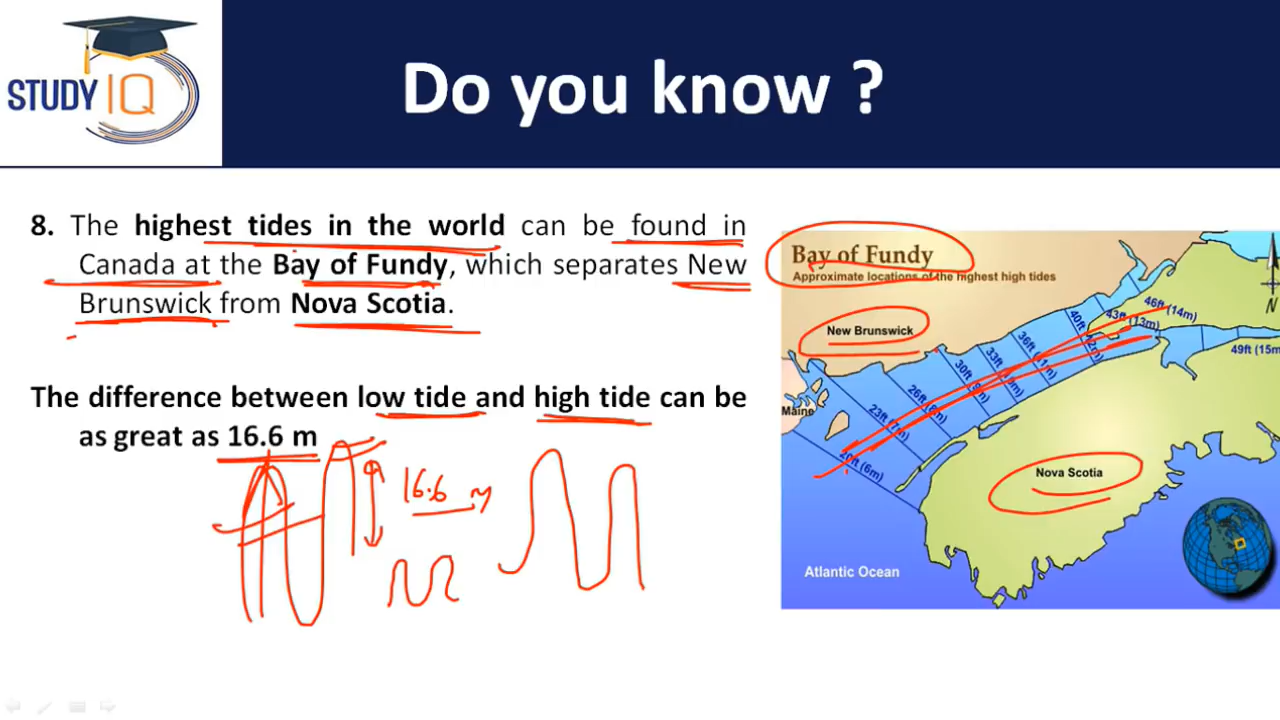 STUDY IQ
Do you know ?
8. The highest tides in the world can be found in
Canada at the Bay of Fundy, which separates New
Brunswick from Nova Scotia.
The difference between low tide and high tide can be
as great as 16.6 m
16.6 m
Bay of Fundy
Approximate locations of the highest high tides
New Brunswick
Maine
20ft (6m)
23ft (7m)
26ft (8m)
30ft (9m)
33ft (10m)
36ft (11m)
40ft (12m)
43ft (13m)
46ft (14m)
49ft (15m
N
Nova Scotia
Atlantic Ocean